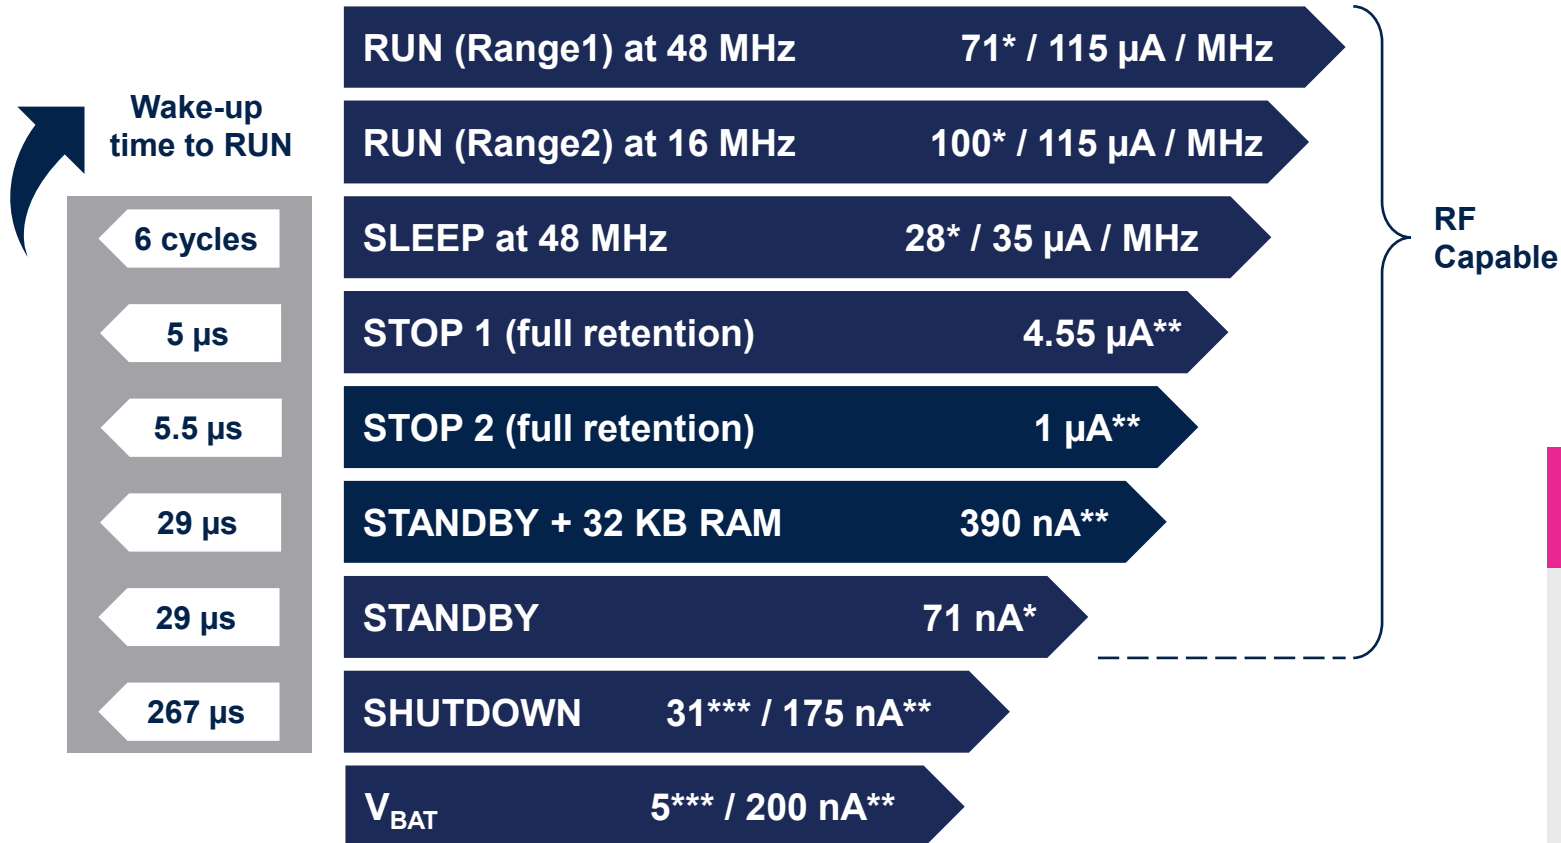 RUN (Range1) at 48 MHz 71* / 115 µA / MHz
Wake-up
time to RUN
RUN (Range2) at 16 MHz 100* / 115 µA / MHz
6 cycles
SLEEP at 48 MHz 28* / 35 µA / MHz
RF
Capable
5 µs
STOP 1 (full retention) 4.55 µA**
5.5 µs
STOP 2 (full retention) 1 µA**
29 µs
STANDBY + 32 KB RAM 390 nA**
29 µs
STANDBY 71 nA*
267 µs
SHUTDOWN 31*** / 175 nA**
VBAT 5*** / 200 nA**